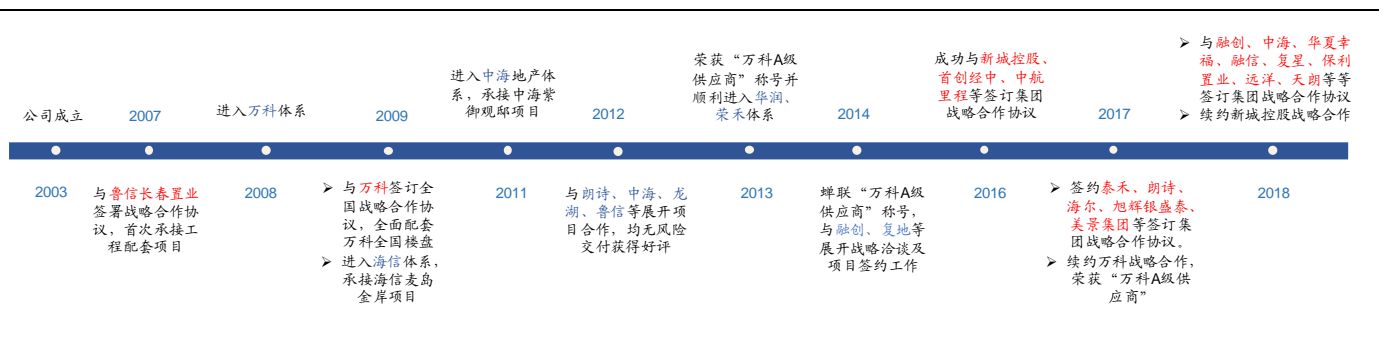 公司成立
2003
2007
与鲁信长春置业
签署战略合作协
议，首次承接工
程配套项目
进入万科体系
2008
2009
➢ 与万科签订全
国战略合作协
议，全面配套
万科全国楼盘
➢ 进入海信体系，
承接海信麦岛
金岸项目
进入中海地产体
系，承接中海紫
御观邸项目
2011
2012
与朗诗、中海、龙
湖、鲁信等展开项
目合作，均无风险
交付获得好评
荣获“万科A级
供应商”称号并
顺利进入华润、
荣禾体系
2013
2014
蝉联“万科A级
供应商”称号，
与融创、复地等
展开战略洽谈及
项目签约工作
成功与新城控股、
首创经中、中航
里程等签订集团
战略合作协议
2016
2017
➢ 签约泰禾、朗诗、
海尔、旭辉银盛泰、
美景集团等签订集
团战略合作协议。
➢ 续约万科战略合作，
荣获“万科A级供
应商”
➢ 与融创、中海、华夏幸
福、融信、复星、保利
置业、远洋、天朗等等
签订集团战略合作协议
➢ 续约新城控股战略合作
2018